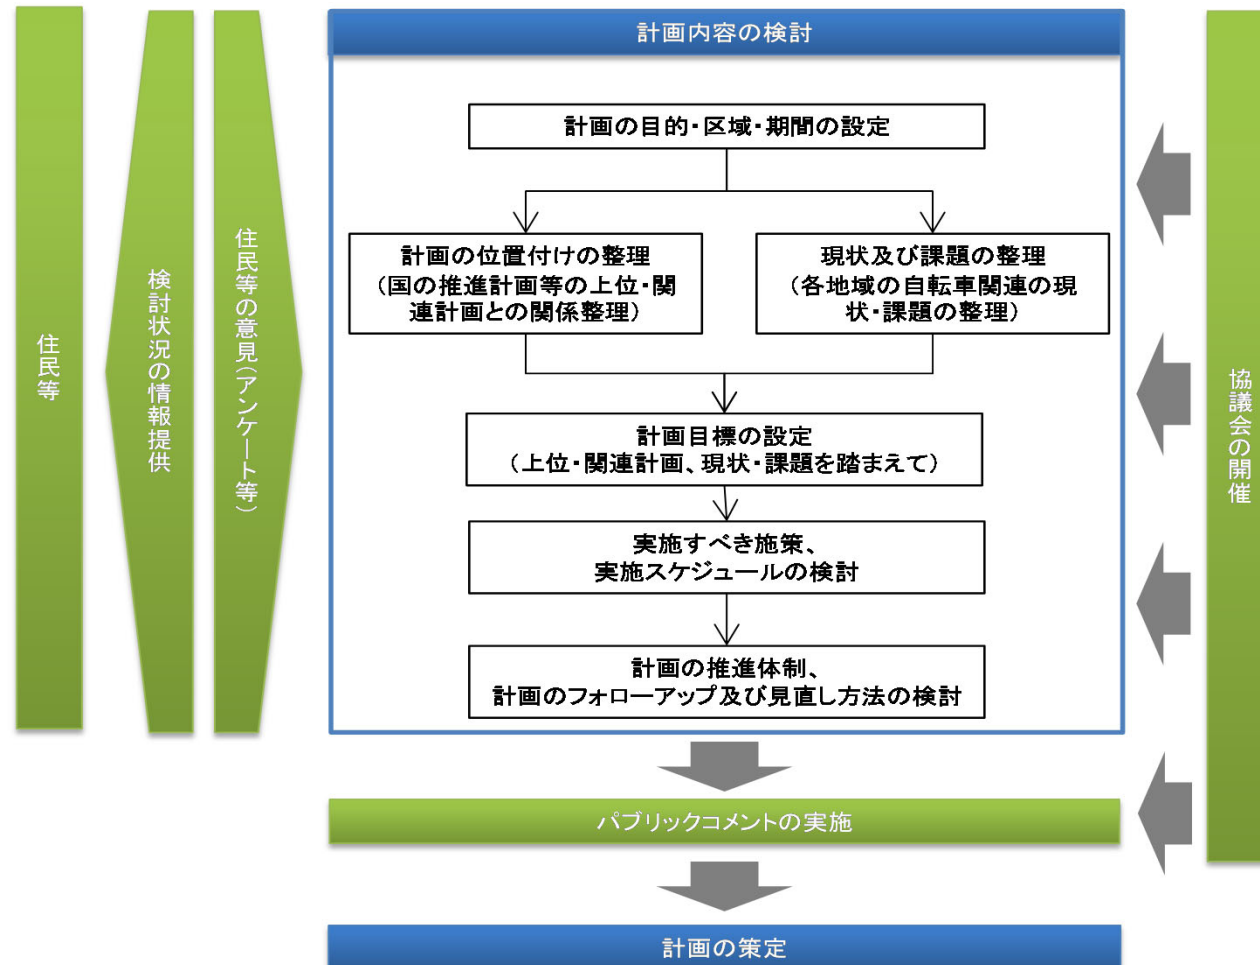 計画内容の検討
計画の目的・区域・期間の設定
計画の位置付けの整理
（国の推進計画等の上位・関
連計画との関係整理）
現状及び課題の整理
（各地域の自転車関連の現
状・課題の整理）
計画目標の設定
（上位・関連計画、現状・課題を踏まえて）
実施すべき施策、
実施スケジュールの検討
計画の推進体制、
計画のフォローアップ及び見直し方法の検討
住民等
検討状況の情報提供
住民等の意見（アンケート等）
協議会の開催
パブリックコメントの実施
計画の策定